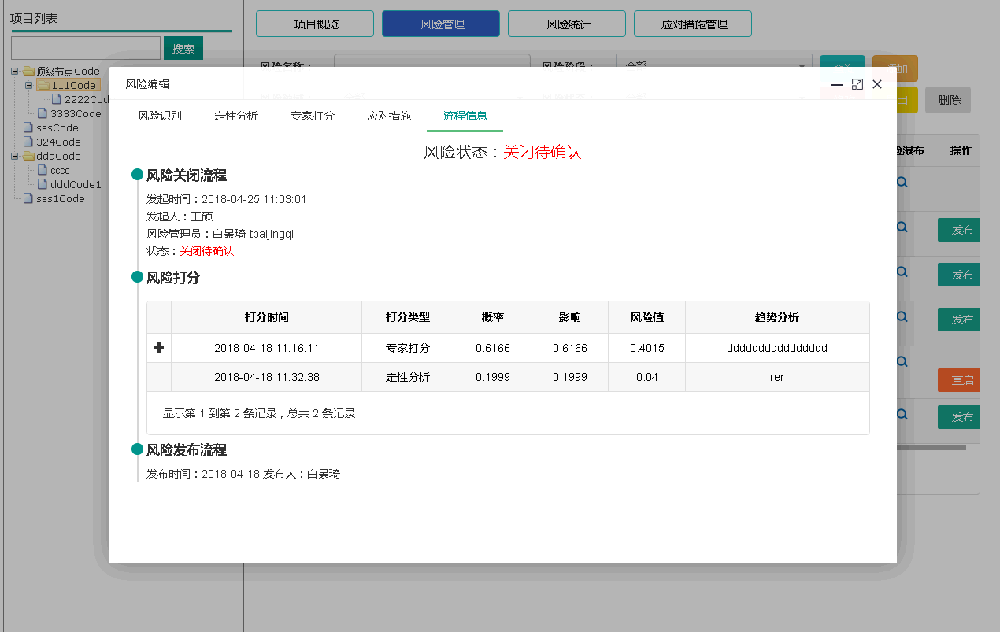 项目列表
搜索
顶级节点Code
111Code
2222Cod
3333Code
sssCode
324Code
dddCode
cccc
dddCode1
sss1Code
项目概览 风险管理 风险统计 应对措施管理
风险名称： 风险阶段： 全部
删除
风险编辑
风险识别 定性分析 专家打分 应对措施 流程信息
风险状态：关闭待确认
风险关闭流程
发起时间：2018-04-25 11:03:01
发起人：王硕
风险管理员：白景琦-tbaijingqi
状态：关闭待确认
风险打分
打分时间 打分类型 概率 影响 风险值 趋势分析
2018-04-18 11:16:11 专家打分 0.6166 0.6166 0.4015 dddddddddddddddd
2018-04-18 11:32:38 定性分析 0.1999 0.1999 0.04 rer
显示第 1 到第 2 条记录，总共 2 条记录
风险发布流程
发布时间：2018-04-18 发布人：白景琦
险瀑布 操作
发布
发布
发布
重启
发布